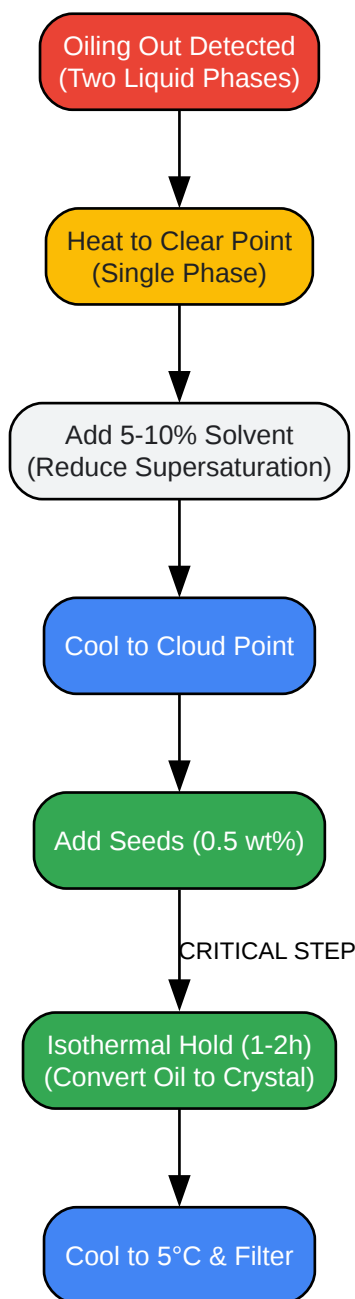 Oiling Out Detected
(Two Liquid Phases)
Heat to Clear Point
(Single Phase)
Add 5-10% Solvent
(Reduce Supersaturation)
Cool to Cloud Point
Add Seeds (0.5 wt%)
CRITICAL STEP
Isothermal Hold (1-2h)
(Convert Oil to Crystal)
Cool to 5°C & Filter